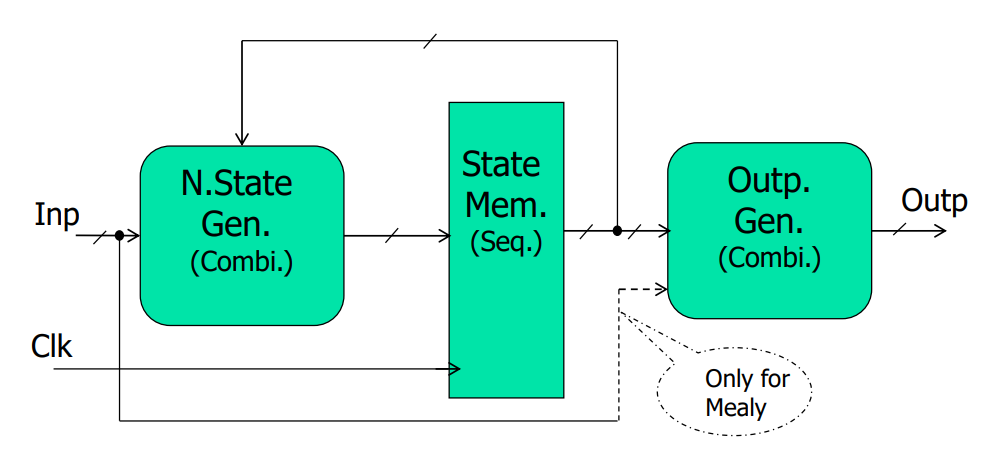 N.State
Gen.
(Combi.)
State
Mem.
(Seq.)
Outp.
Gen.
(Combi.)
Inp
Outp
Clk
Only for
Mealy